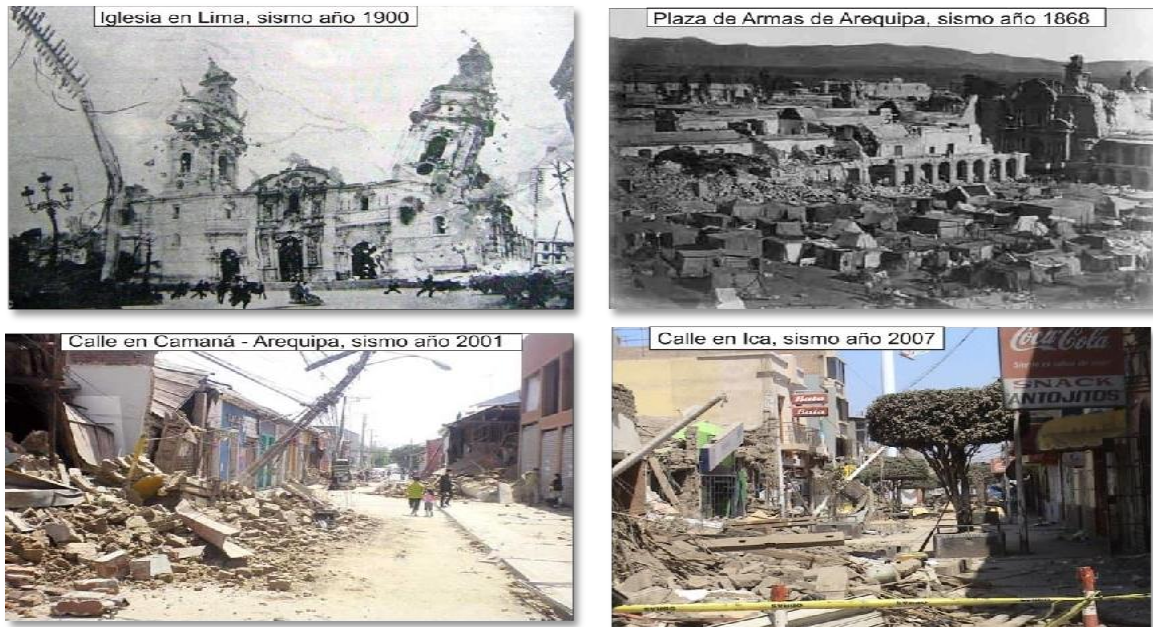 Iglesia en Lima, sismo año 1900
Plaza de Armas de Arequipa, sismo año 1868
Calle en Camaná - Arequipa, sismo año 2001
Calle en Ica, sismo año 2007
Coca Cola
SNACK
ANTOJITOS